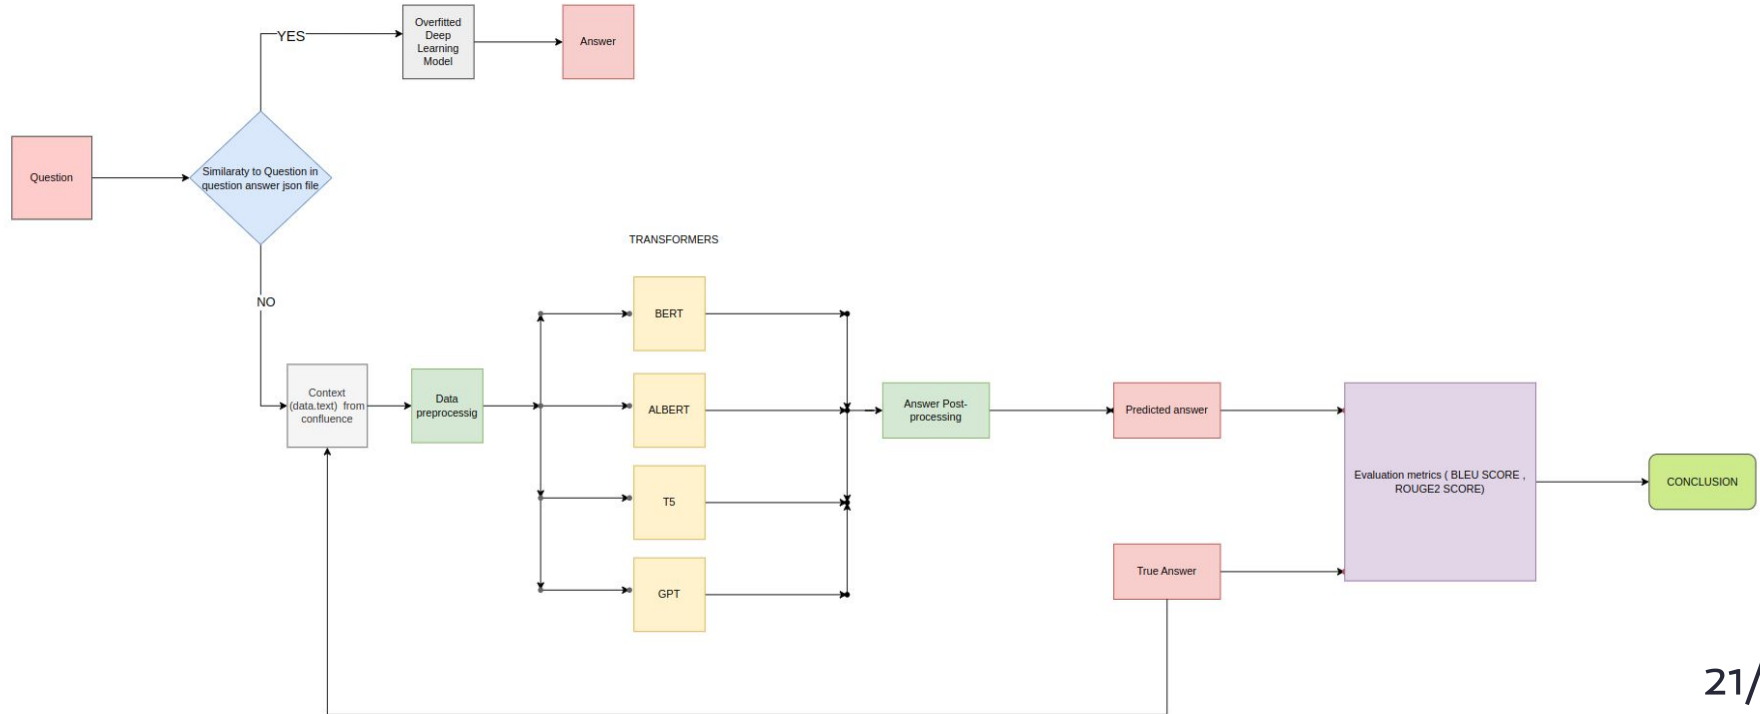 YES
Overfitted
Deep
Learning
Model
Answer
Question
Similaraty to Question in
question answer json file
NO
TRANSFORMERS
BERT
ALBERT
T5
GPT
Context
(data.text) from
confluence
Data
preprocessig
Answer Post-
processing
Predicted answer
True Answer
Evaluation metrics ( BLEU SCORE ,
ROUGE2 SCORE)
CONCLUSION
21/